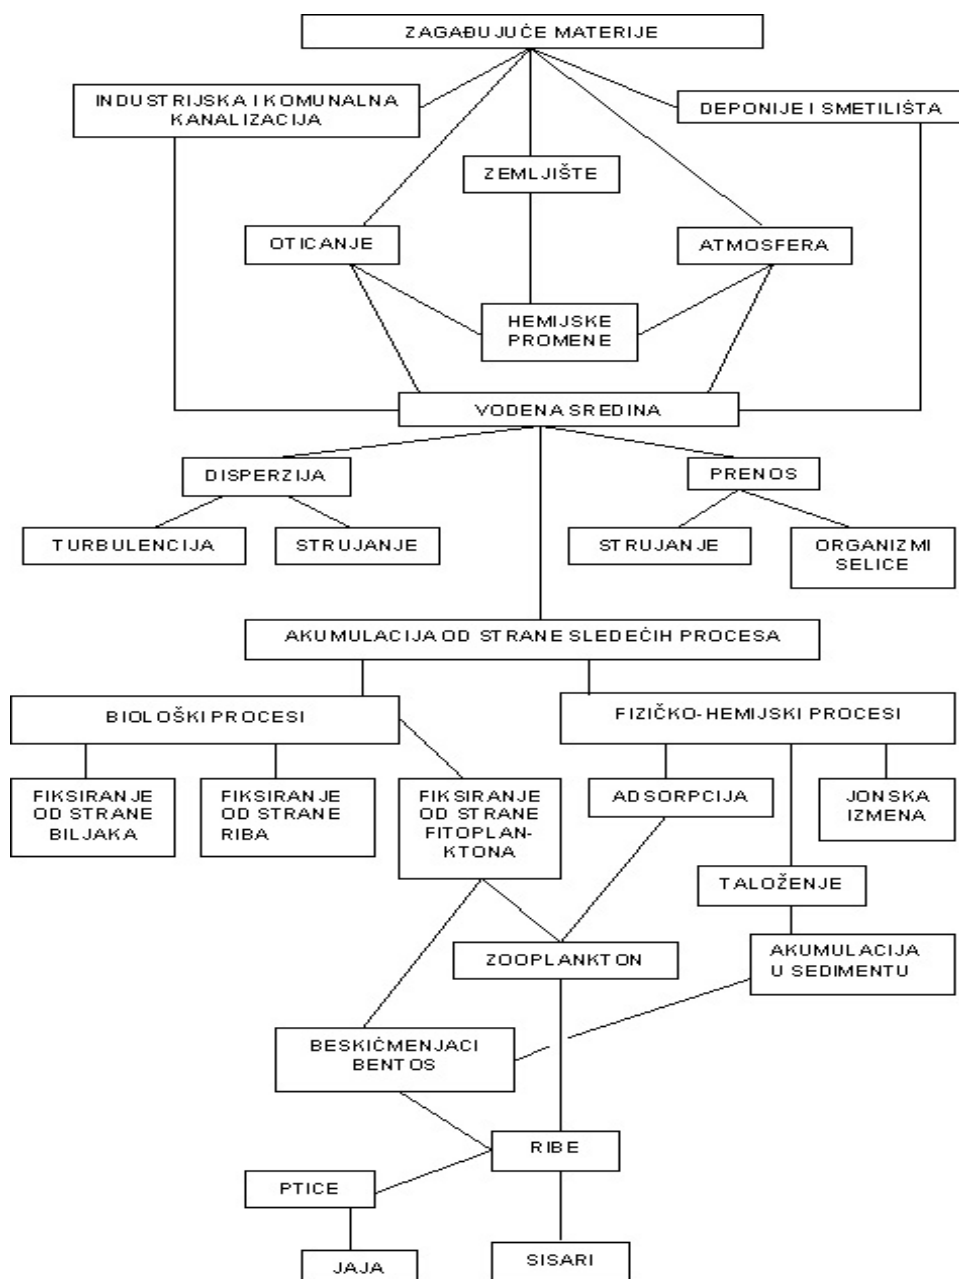 ZAGAĐUJUĆE MATERIJE
INDUSTRIJSKA I KOMUNALNA
KANALIZACIJA
DEPONIJE I SMETILIŠTA
ZEMLJIŠTE
OTICANJE
ATMOSFERA
HEMIJSKE
PROMENE
VODENA SREDINA
DISPERZIJA
PRENOS
TURBULENCIJA
STRUJANJE
STRUJANJE
ORGANIZMI
SELICE
AKUMULACIJA OD STRANE SLEDEĆIH PROCESA
BIOLOŠKI PROCESI
FIZIČKO-HEMIJSKI PROCESI
FIKSIRANJE
OD STRANE
BILJAKA
FIKSIRANJE
OD STRANE
RIBA
FIKSIRANJE
OD STRANE
FITOPLAN-
KTONA
ADSORPCIJA
JONSKA
IZMENA
TALOŽENJE
ZOOPLANKTON
AKUMULACIJA
U SEDIMENTU
BESKIČMENJACI
BENTOS
RIBE
PTICE
JAJA
SISARI